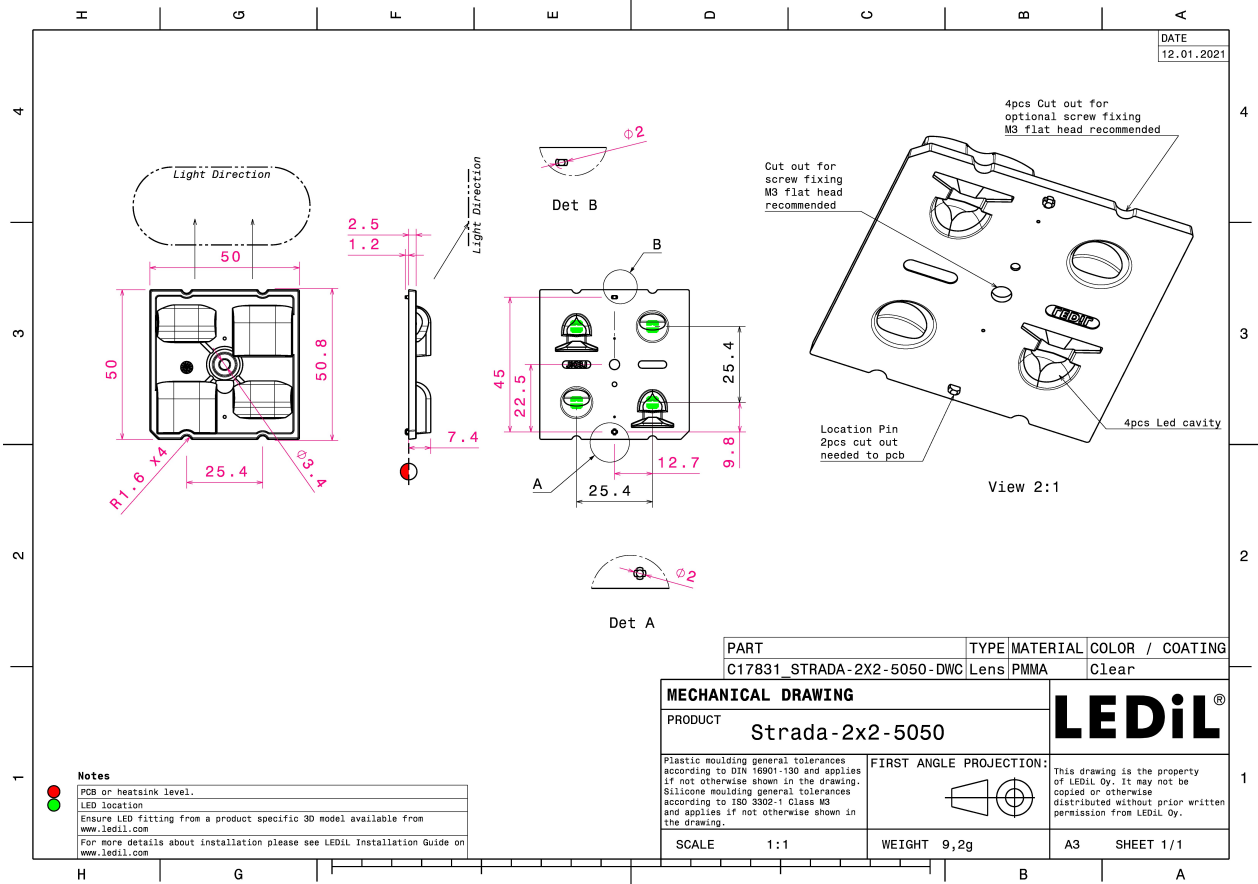 H G F E D C B A
DATE
12.01.2021
4
4
4pcs Cut out for
optional screw fixing
M3 flat head recommended
Φ2
Det B
Cut out for
screw fixing
M3 flat head
recommended
Light Direction
Light Direction
2.5
1.2
50
B
3
3
50
50.8
45
22.5
25.4
LEDiL
7.4
9.8
12.7
25.4
R1.6 x4
25.4
Φ3.4
A
Location Pin
2pcs cut out
needed to pcb
4pcs Led cavity
View 2:1
2
2
Φ2
Det A
PART TYPE MATERIAL COLOR / COATING
C17831_STRADA-2X2-5050-DWC Lens PMMA Clear
MECHANICAL DRAWING
PRODUCT
Strada-2x2-5050
LEDiL®
Plastic moulding general tolerances
according to DIN 16901-130 and applies
if not otherwise shown in the drawing.
Silicone moulding general tolerances
according to ISO 3302-1 Class M3
and applies if not otherwise shown in
the drawing.
FIRST ANGLE PROJECTION:
This drawing is the property
of LEDiL Oy. It may not be
copied or otherwise
distributed without prior written
permission from LEDiL Oy.
SCALE 1:1 WEIGHT 9,2g A3 SHEET 1/1
1
1
Notes
PCB or heatsink level.
LED location
Ensure LED fitting from a product specific 3D model available from
www.ledil.com
For more details about installation please see LEDiL Installation Guide on
www.ledil.com
H G B A